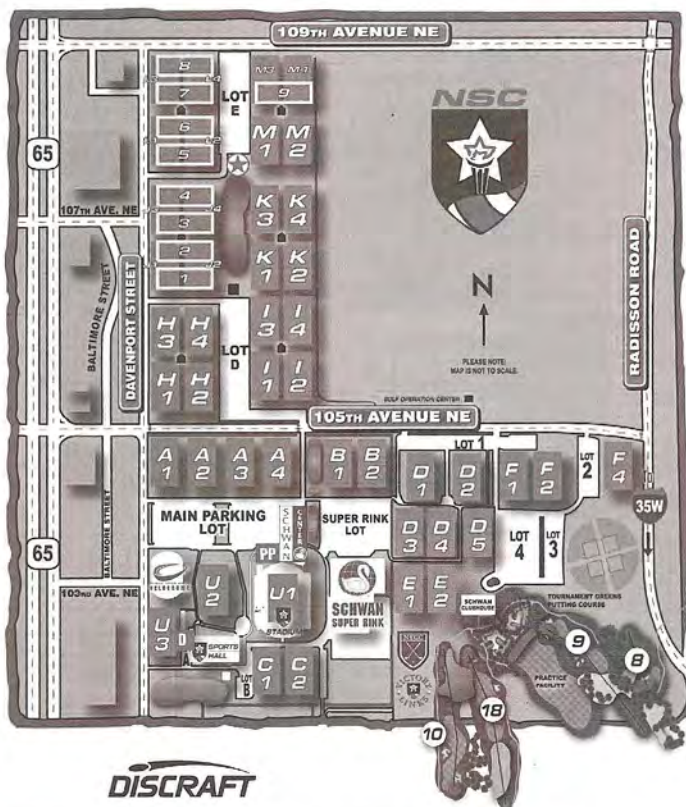 109TH AVENUE NE
8
7
M3 M4
9
LOT
E
6
5
M M
1 2
NSC
65
4
3
K K
3 4
107TH AVE. NE
2
1
K K
1 2
N
BALTIMORE STREET
DAVENPORT STREET
RADISSON ROAD
H H
3 4
I I
3 4
LOT
D
PLEASE NOTE:
MAP IS NOT TO SCALE.
H H
1 2
I I
1 2
GOLF OPERATION CENTER
105TH AVENUE NE
LOT 1
A A A A
1 2 3 4
B B
1 2
D D
1 2
F F
1 2
LOT
2
F
4
35W
BALTIMORE STREET
MAIN PARKING
LOT
SCHWAN
CENTER
SUPER RINK
LOT
D D D
3 4 5
LOT
4
LOT
3
65
PP
103RD AVE. NE
U
2
U1
STADIUM
SCHWAN
SUPER RINK
E E
1 2
SCHWAN
CLUBHOUSE
TOURNAMENT GREENS
PUTTING COURSE
U
3
SPORTS
HALL
LOT
B
C C
1 2
VICTORY
LINKS
PRACTICE
FACILITY
9
8
18
10
DISCRAFT